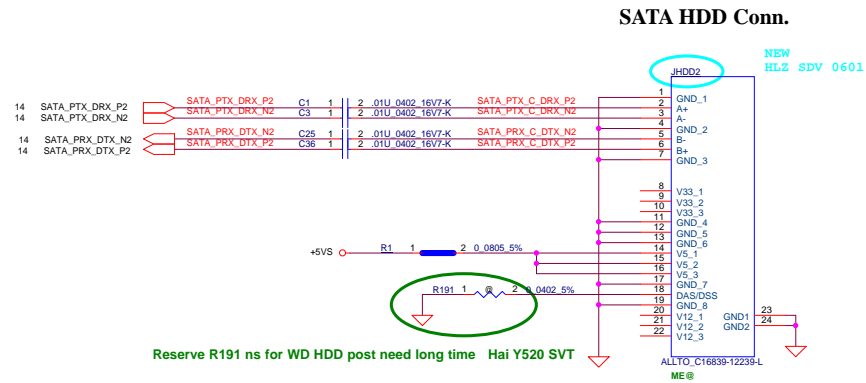 SATA HDD Conn.
NEW
HLZ SDV 0601
JHDD2
14 SATA_PTX_DRX_P2 SATA_PTX_DRX_P2 C1 1 2 .01U_0402_16V7-K SATA_PTX_C_DRX_P2
14 SATA_PTX_DRX_N2 SATA_PTX_DRX_N2 C3 1 2 .01U_0402_16V7-K SATA_PTX_C_DRX_N2
14 SATA_PRX_DTX_N2 SATA_PRX_DTX_N2 C25 1 2 .01U_0402_16V7-K SATA_PRX_C_DTX_N2
14 SATA_PRX_DTX_P2 SATA_PRX_DTX_P2 C36 1 2 .01U_0402_16V7-K SATA_PRX_C_DTX_P2
1 GND_1
2 A+
3 A-
4 GND_2
5 B-
6 B+
7 GND_3
8 V33_1
9 V33_2
10 V33_3
11 GND_4
12 GND_5
13 GND_6
14 V5_1
15 V5_2
16 V5_3
17 GND_7
18 DAS/DSS
19 GND_8
20 V12_1
21 V12_2
22 V12_3
GND1 23
GND2 24
+5VS R1 1 2 0_0805_5%
R191 1 @ 2 0_0402_5%
Reserve R191 ns for WD HDD post need long time Hai Y520 SVT
ALLTO_C16839-12239-L
ME@